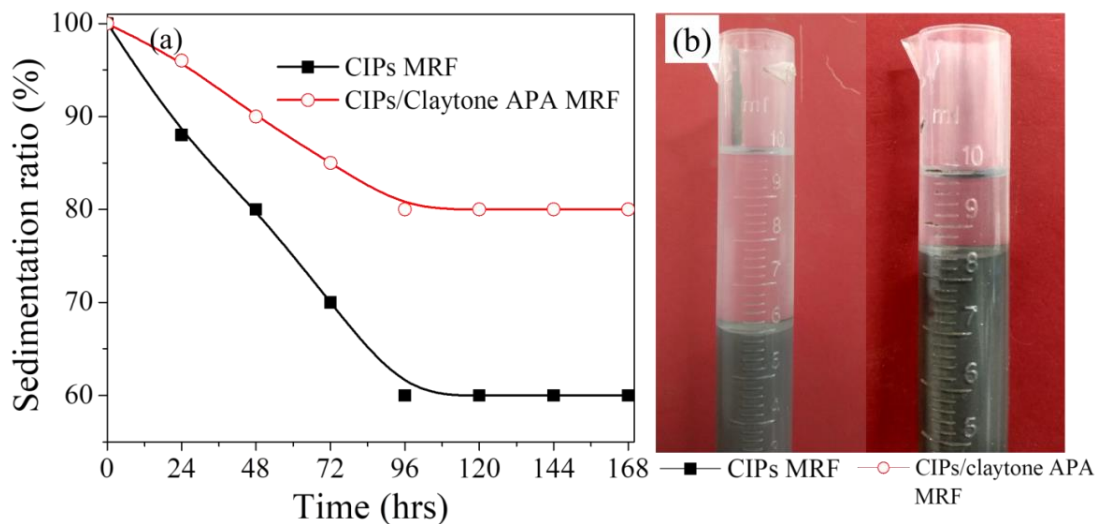 (a)
CIPs MRF
CIPs/Claytone APA MRF
Sedimentation ratio (%)
100
90
80
70
60
0 24 48 72 96 120 144 168
Time (hrs)
(b)
ml
10
9
8
7
6
5
ml
10
9
8
7
6
5
CIPs MRF
CIPs/claytone APA
MRF